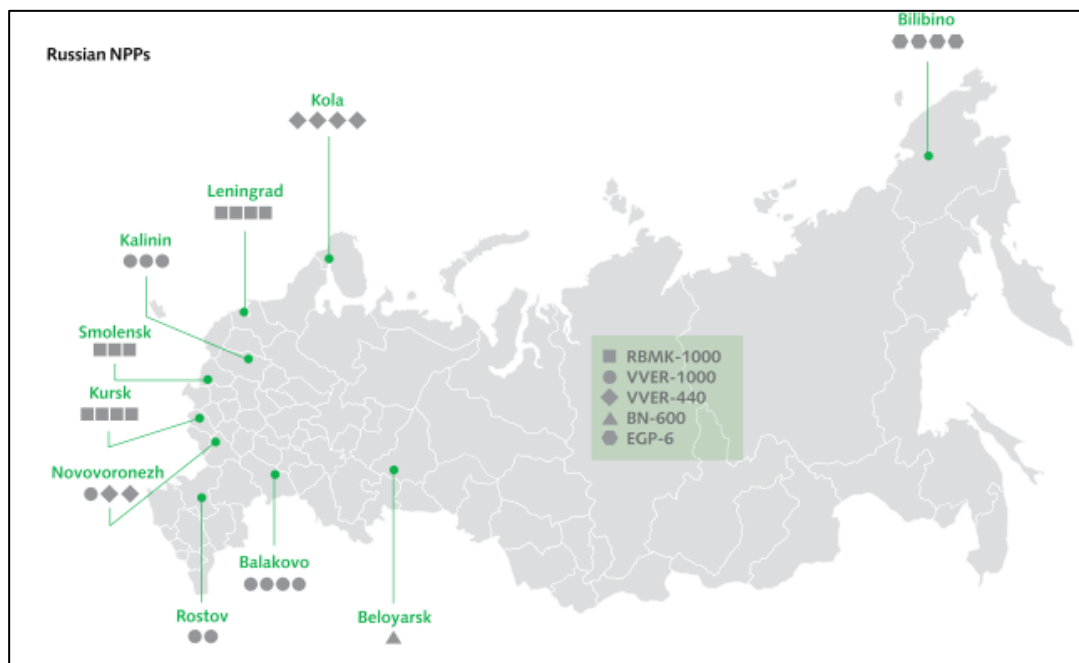 Russian NPPs
Bilibino
Kola
Leningrad
Kalinin
Smolensk
Kursk
Novovoronezh
Rostov
Balakovo
Beloyarsk
RBMK-1000
VVER-1000
VVER-440
BN-600
EGP-6